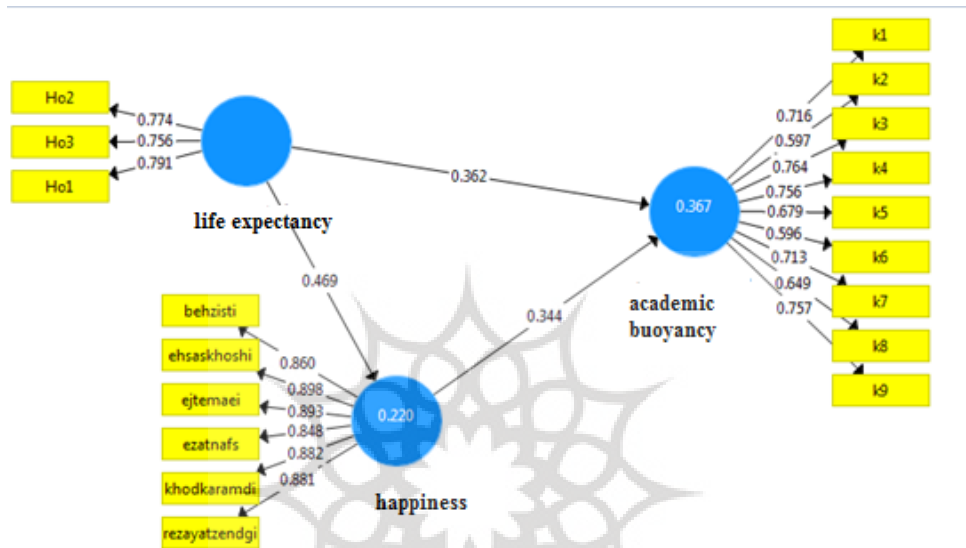 k1
k2
k3
k4
k5
k6
k7
k8
k9
0.716
0.597
0.764
0.756
0.679
0.596
0.713
0.649
0.757
Ho2
Ho3
Ho1
0.774
0.756
0.791
life expectancy
0.362
0.367
academic
buoyancy
0.469
0.344
behzisti
ehsaskhoshi
ejtemaei
ezatnafs
khodkaramdi
rezayatzendgi
0.860
0.898
0.893
0.848
0.882
0.881
0.220
happiness